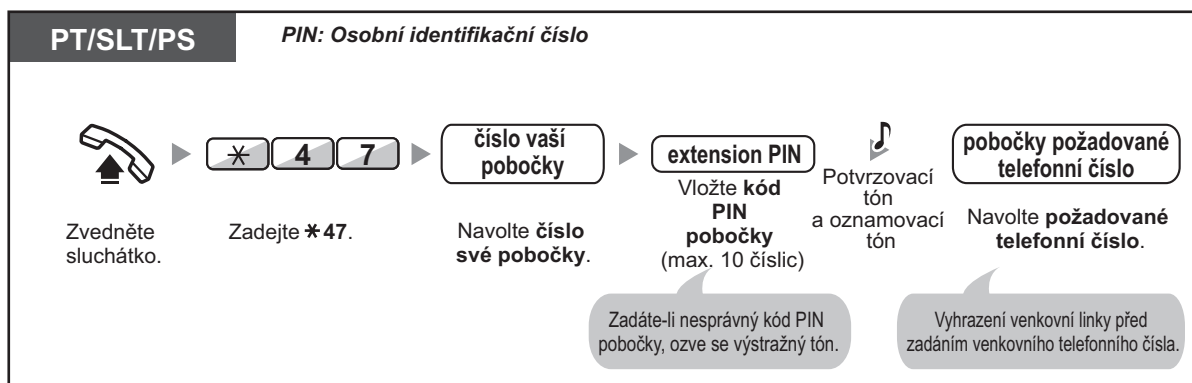 PT/SLT/PS
PIN: Osobní identifikační číslo
Zvedněte
sluchátko.
* 4 7
Zadejte *47.
číslo vaší
pobočky
Navolte číslo
své pobočky.
extension PIN
Vložte kód
PIN
pobočky
(max. 10 číslic)
Zadáte-li nesprávný kód PIN
pobočky, ozve se výstražný tón.
Potvrzovací
tón
a oznamovací
tón
pobočky požadované
telefonní číslo
Navolte požadované
telefonní číslo.
Vyhrazení venkovní linky před
zadáním venkovního telefonního čísla.